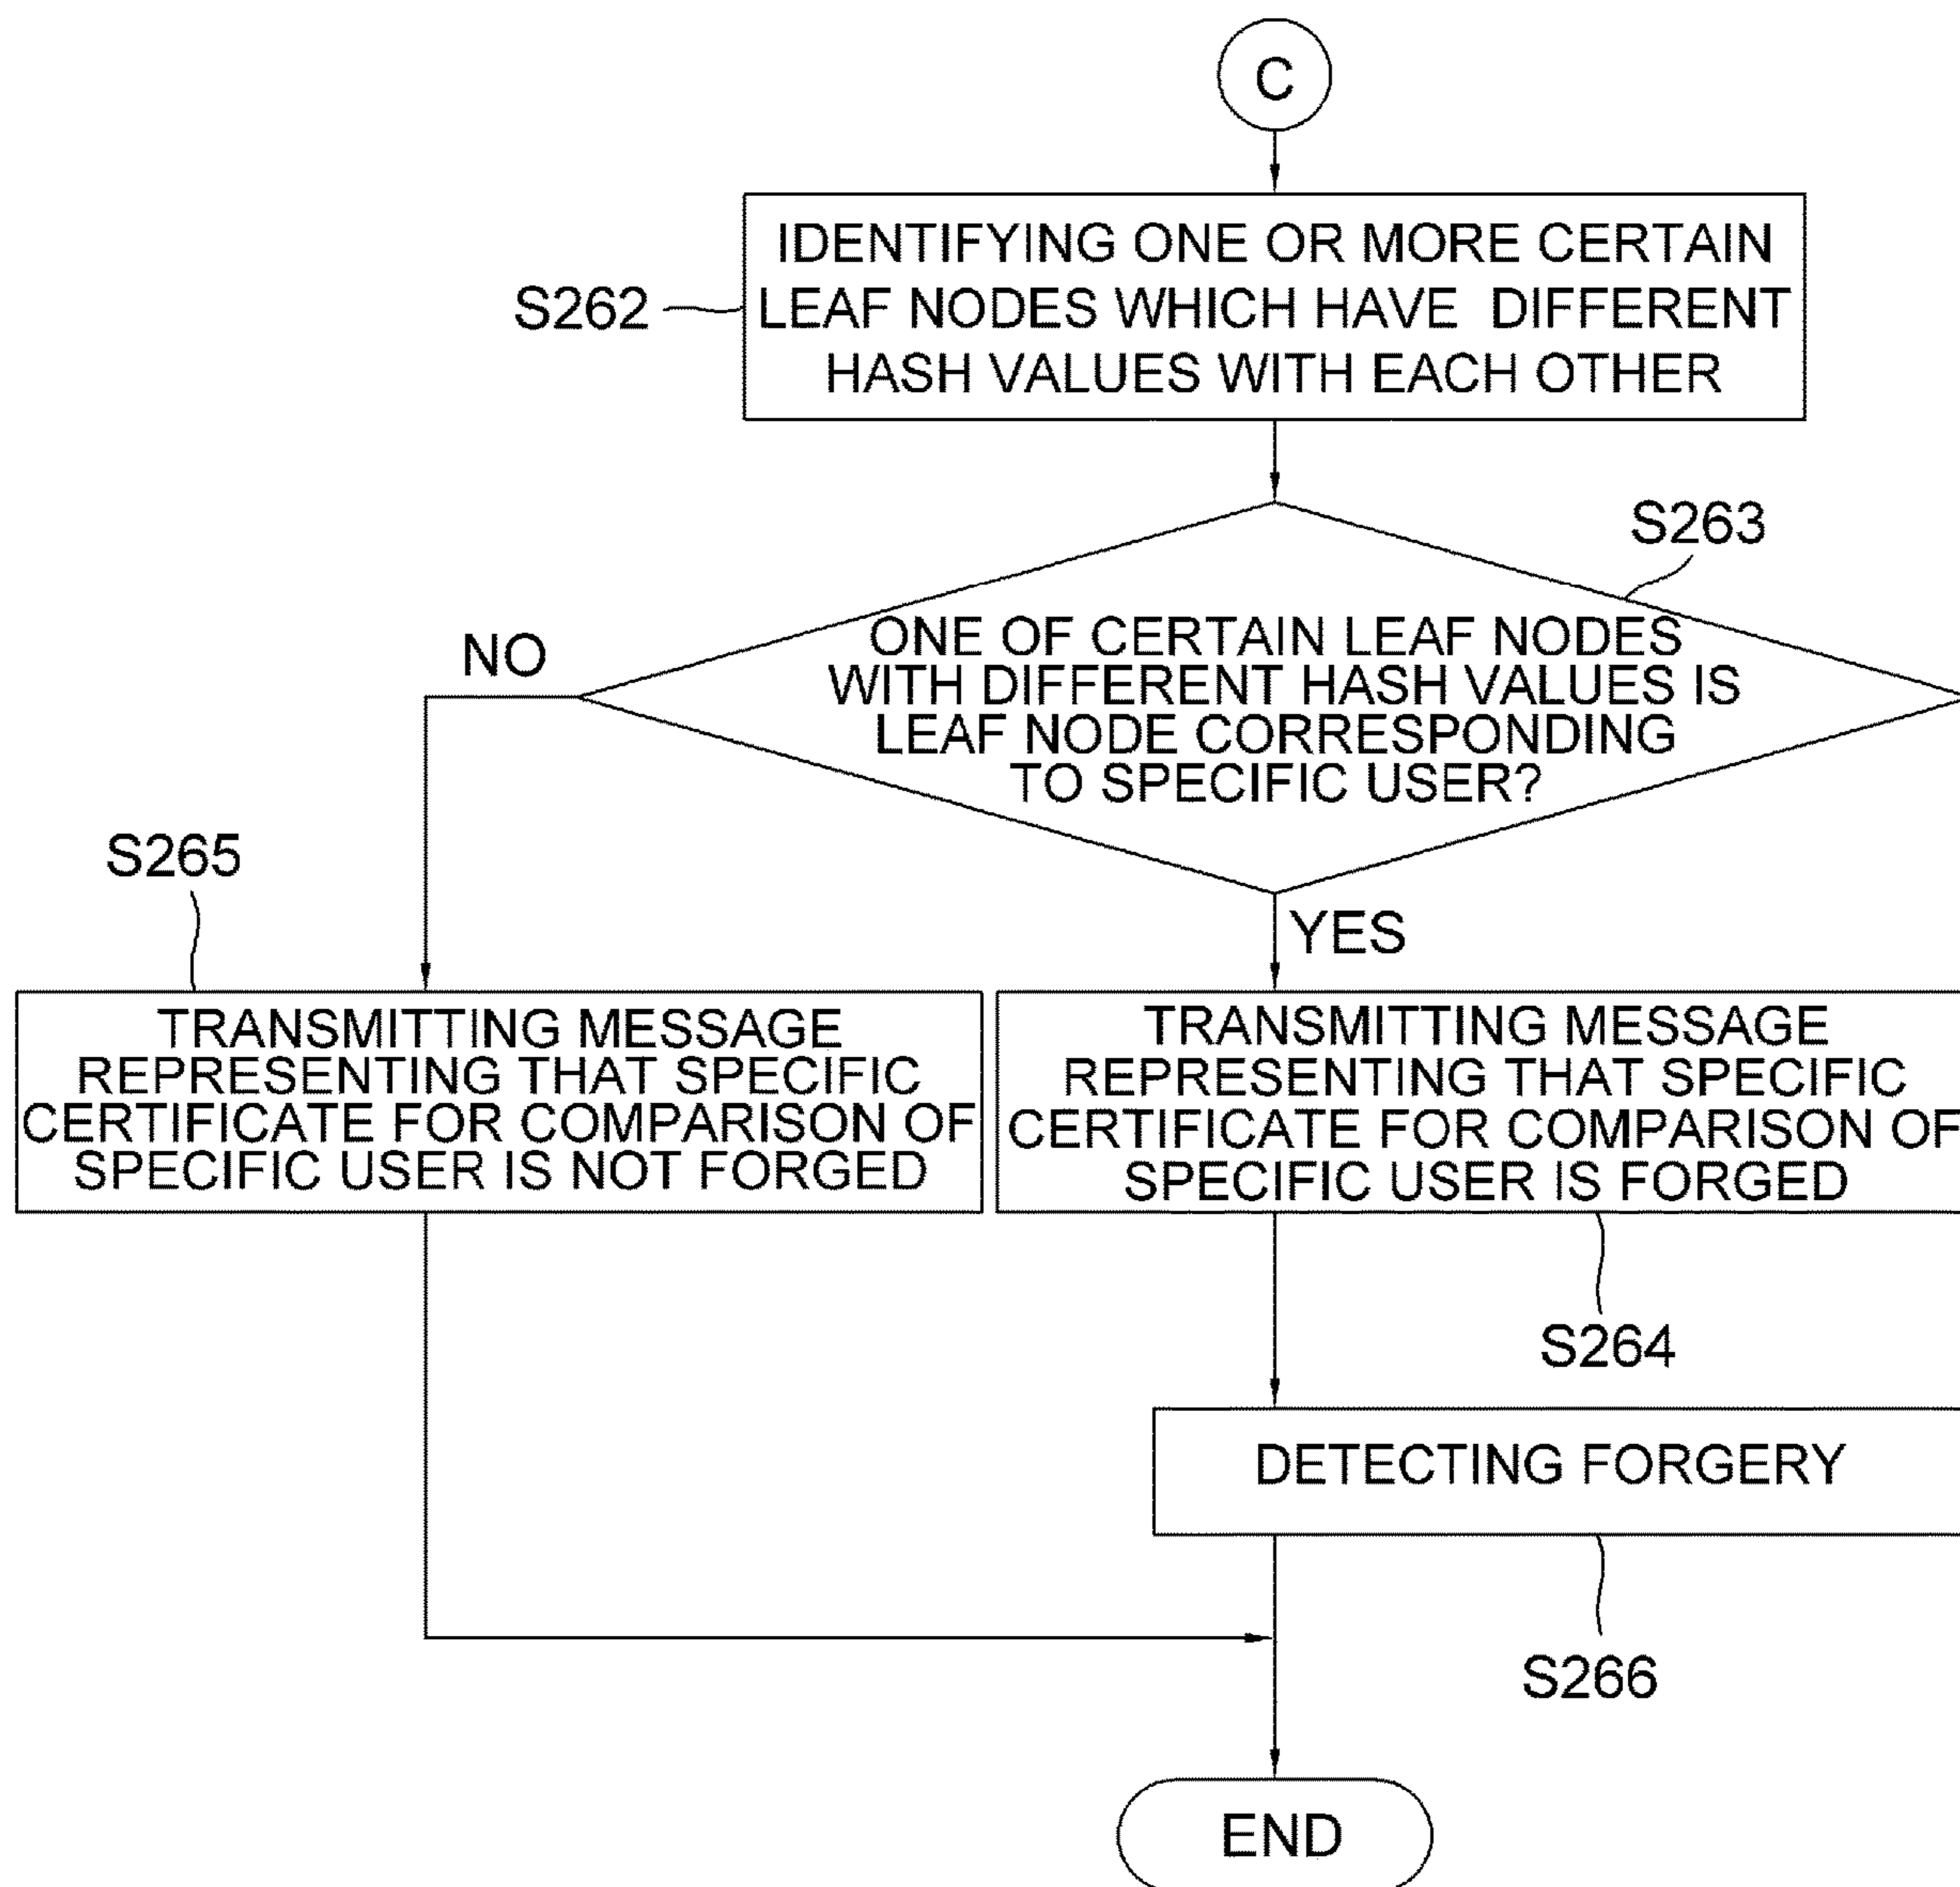 C
IDENTIFYING ONE OR MORE CERTAIN
LEAF NODES WHICH HAVE DIFFERENT
HASH VALUES WITH EACH OTHER
S262
S263
ONE OF CERTAIN LEAF NODES
WITH DIFFERENT HASH VALUES IS
LEAF NODE CORRESPONDING
TO SPECIFIC USER?
NO
YES
S265
TRANSMITTING MESSAGE
REPRESENTING THAT SPECIFIC
CERTIFICATE FOR COMPARISON OF
SPECIFIC USER IS NOT FORGED
TRANSMITTING MESSAGE
REPRESENTING THAT SPECIFIC
CERTIFICATE FOR COMPARISON OF
SPECIFIC USER IS FORGED
S264
DETECTING FORGERY
S266
END